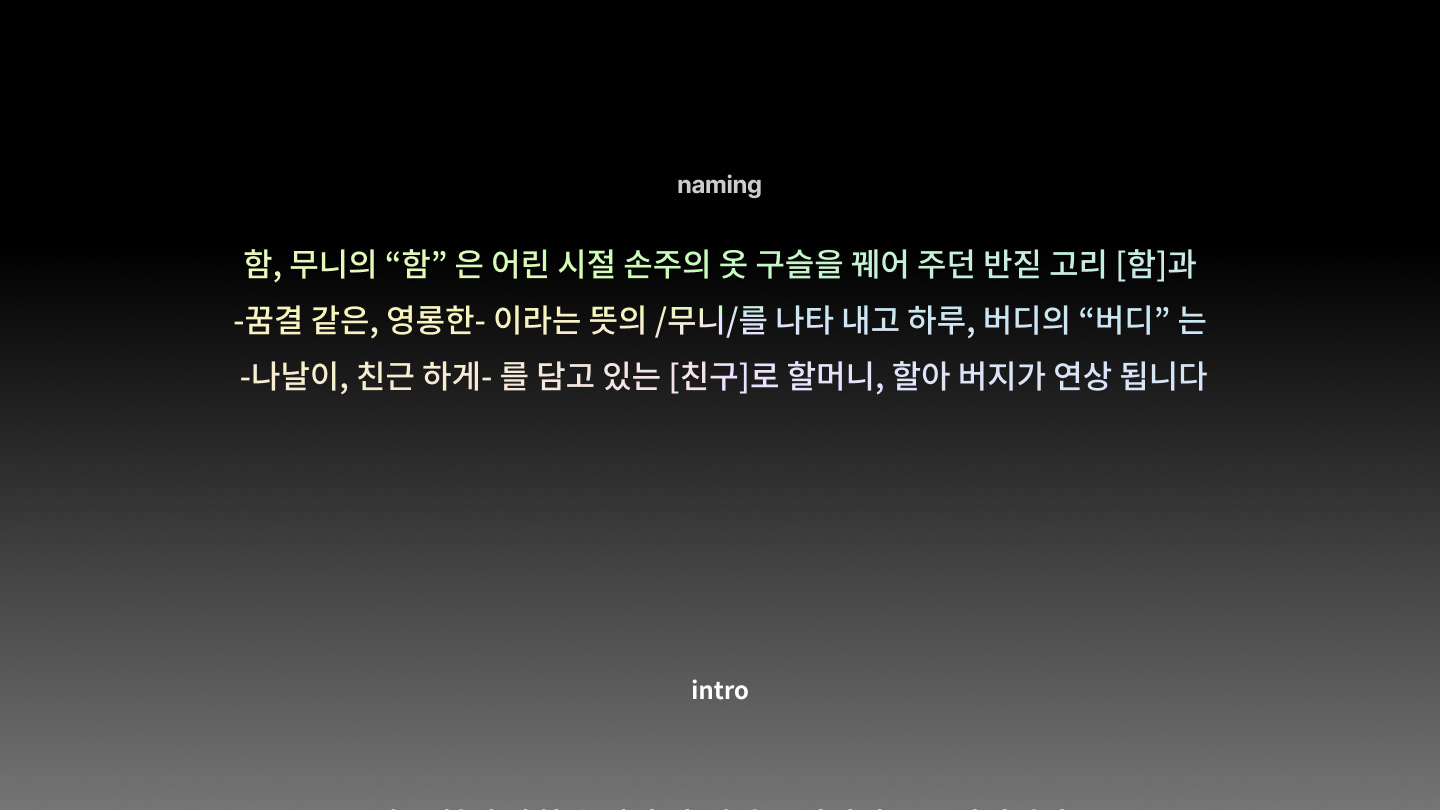 naming
함, 무니의 “함” 은 어린 시절 손주의 옷 구슬을 꿰어 주던 반짇 고리 [함]과
-꿈결 같은, 영롱한- 이라는 뜻의 /무니/를 나타 내고 하루, 버디의 “버디” 는
-나날이, 친근 하게- 를 담고 있는 [친구]로 할머니, 할아 버지가 연상 됩니다
intro